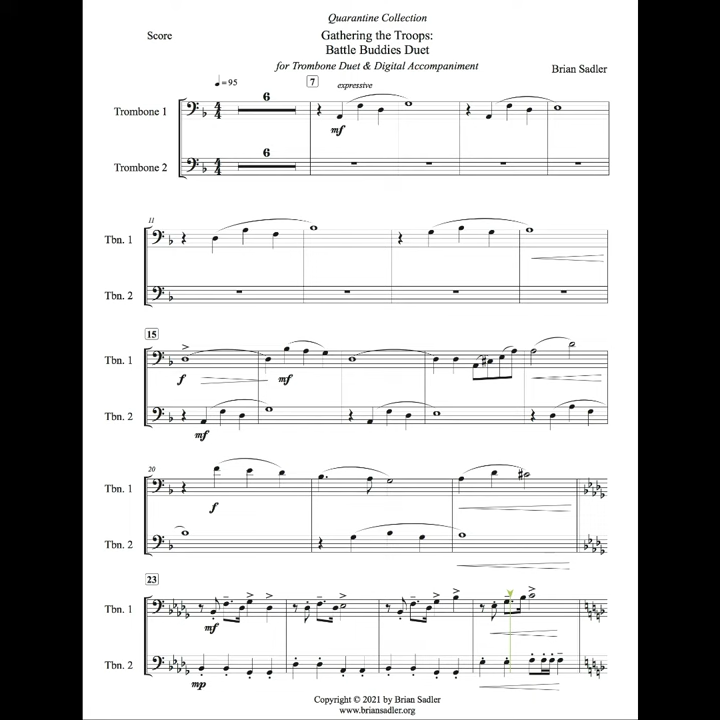 Quarantine Collection
Score
Gathering the Troops:
Battle Buddies Duet
for Trombone Duet & Digital Accompaniment
Brian Sadler
=95
7
expressive
6
Trombone 1
mf
6
Trombone 2
11
Tbn. 1
Tbn. 2
15
Tbn. 1
f
mf
Tbn. 2
mf
20
Tbn. 1
f
Tbn. 2
23
Tbn. 1
mf
Tbn. 2
mp
Copyright © 2021 by Brian Sadler
www.briansadler.org